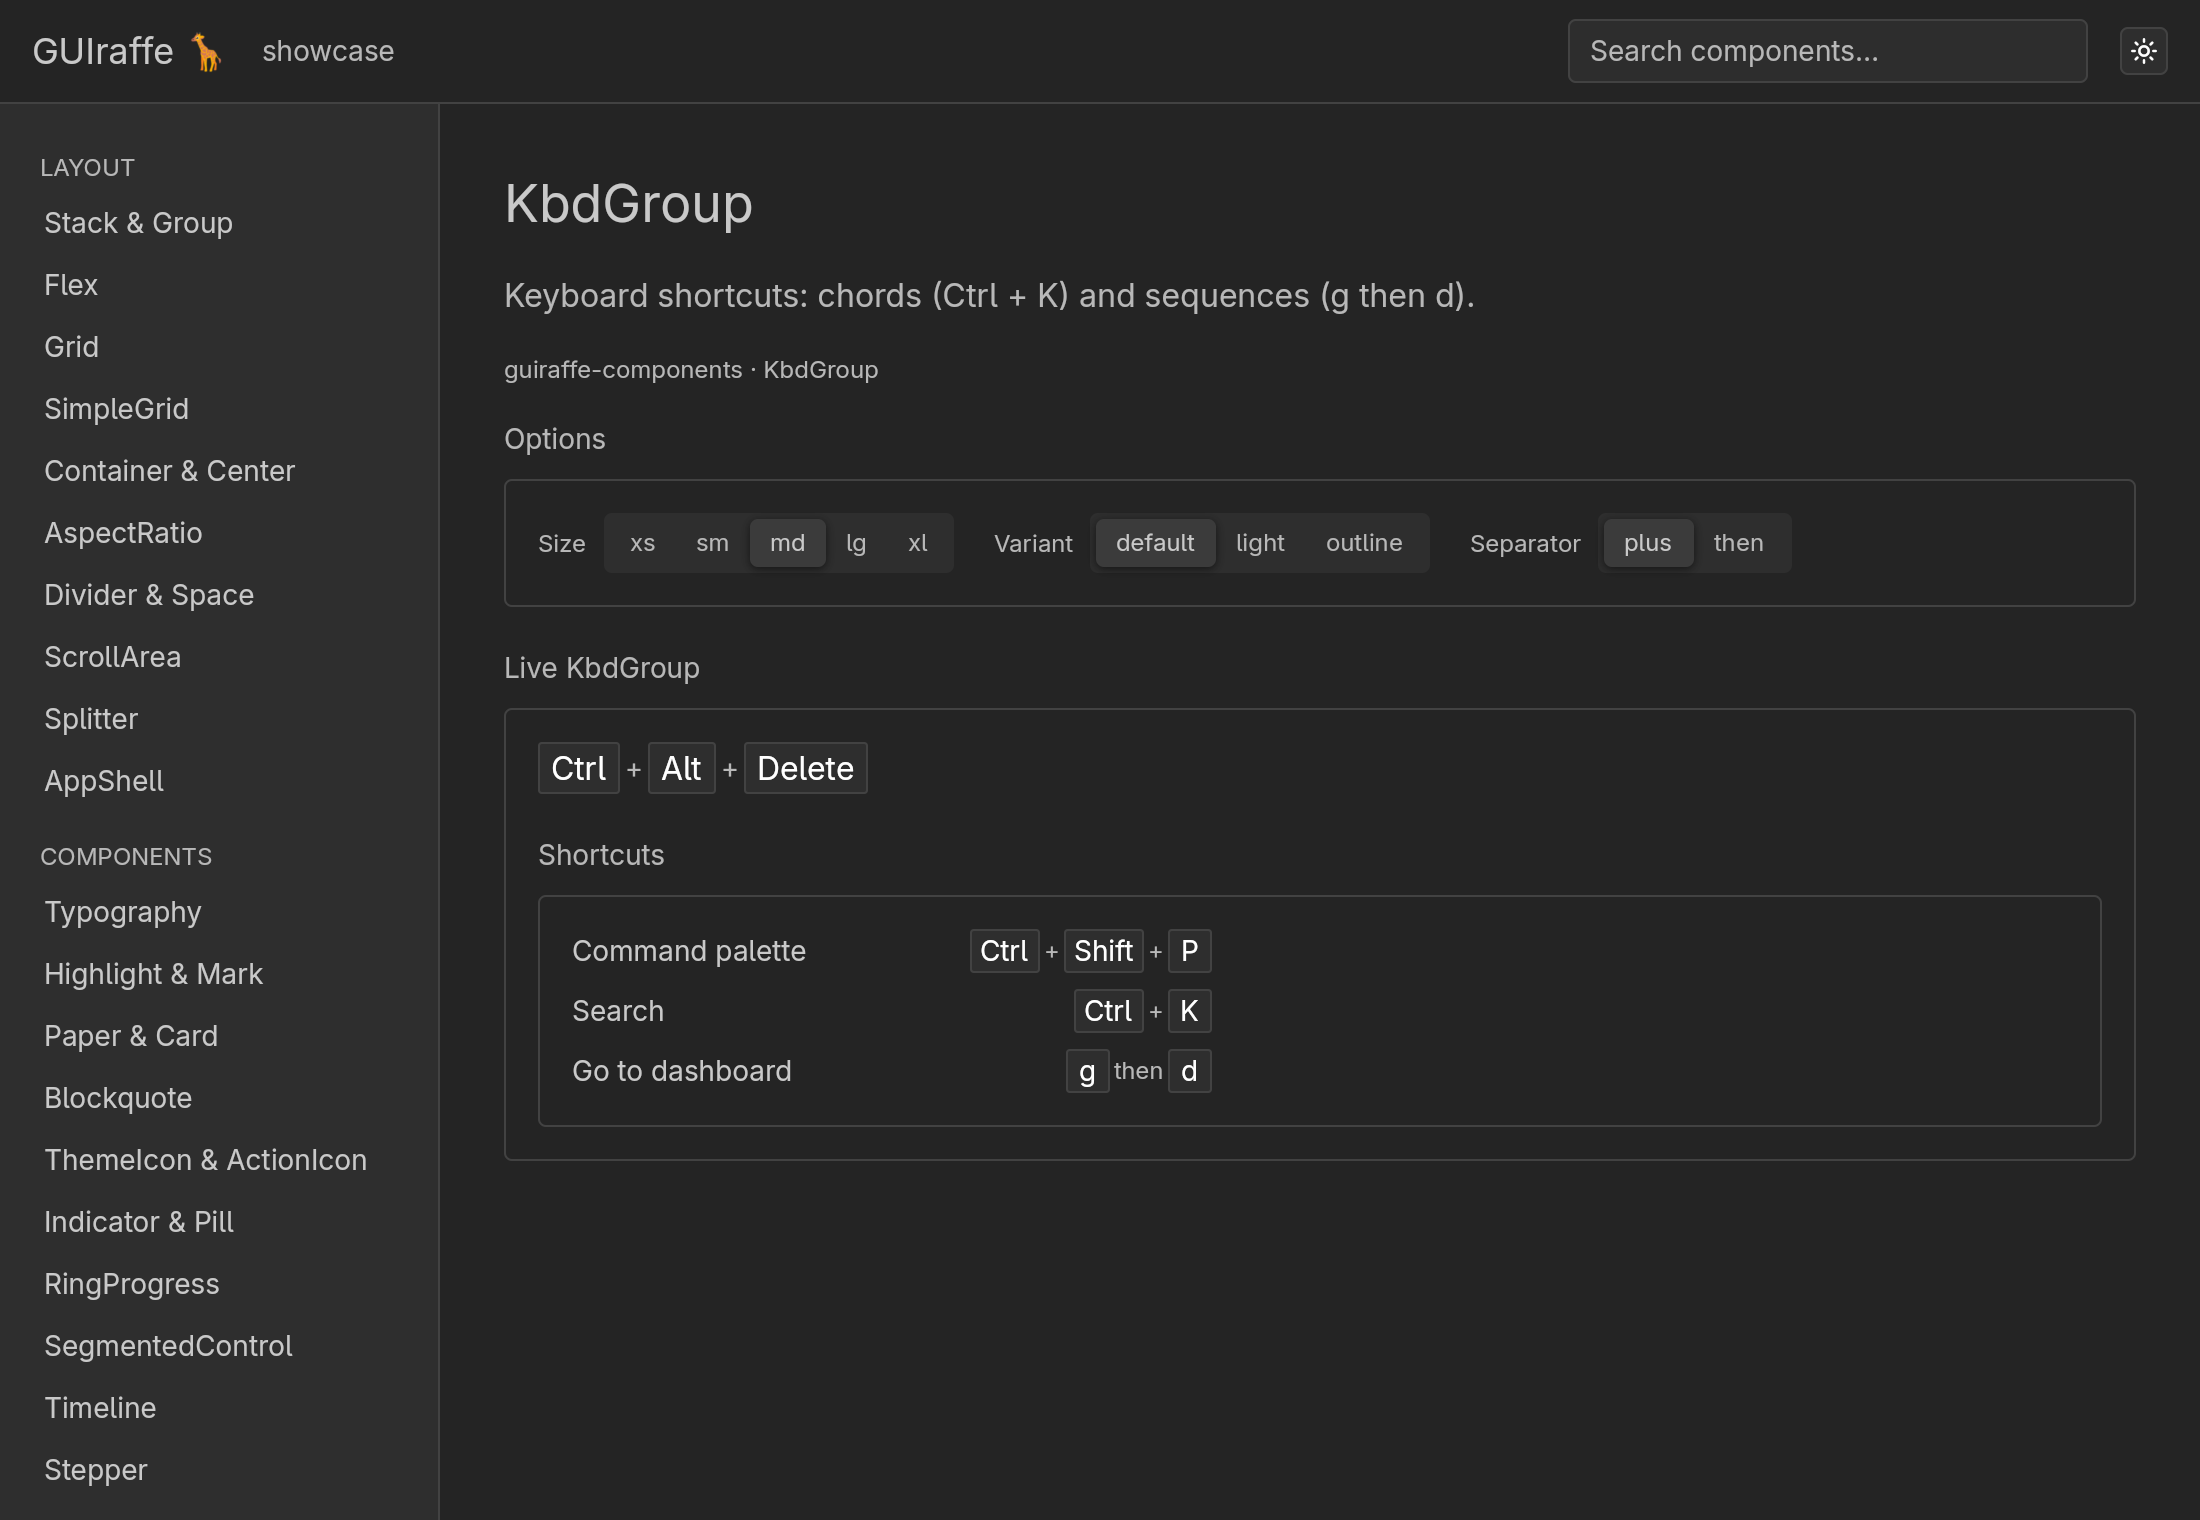 GUIraffe 🦒 showcase Search components...
LAYOUT
Stack & Group
Flex
Grid
SimpleGrid
Container & Center
AspectRatio
Divider & Space
ScrollArea
Splitter
AppShell
COMPONENTS
Typography
Highlight & Mark
Paper & Card
Blockquote
ThemeIcon & ActionIcon
Indicator & Pill
RingProgress
SegmentedControl
Timeline
Stepper
KbdGroup
Keyboard shortcuts: chords (Ctrl + K) and sequences (g then d).
guiraffe-components · KbdGroup
Options
Size xs sm md lg xl Variant default light outline Separator plus then
Live KbdGroup
Ctrl + Alt + Delete
Shortcuts
Command palette Ctrl + Shift + P
Search Ctrl + K
Go to dashboard g then d